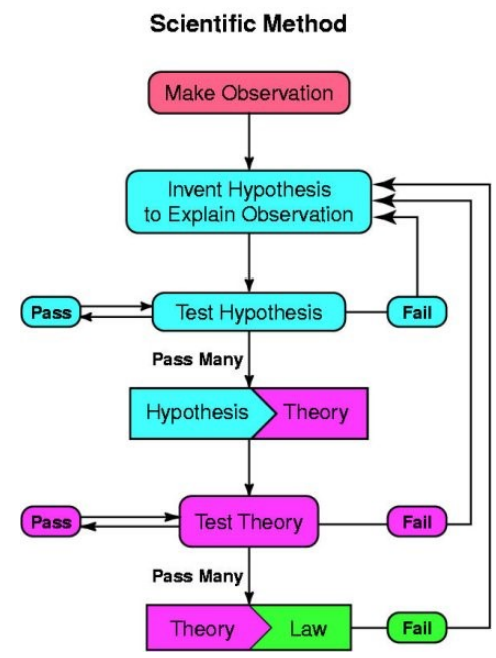 Scientific Method
Make Observation
Invent Hypothesis
to Explain Observation
Pass
Test Hypothesis
Fail
Pass Many
Hypothesis
Theory
Pass
Test Theory
Fail
Pass Many
Theory
Law
Fail